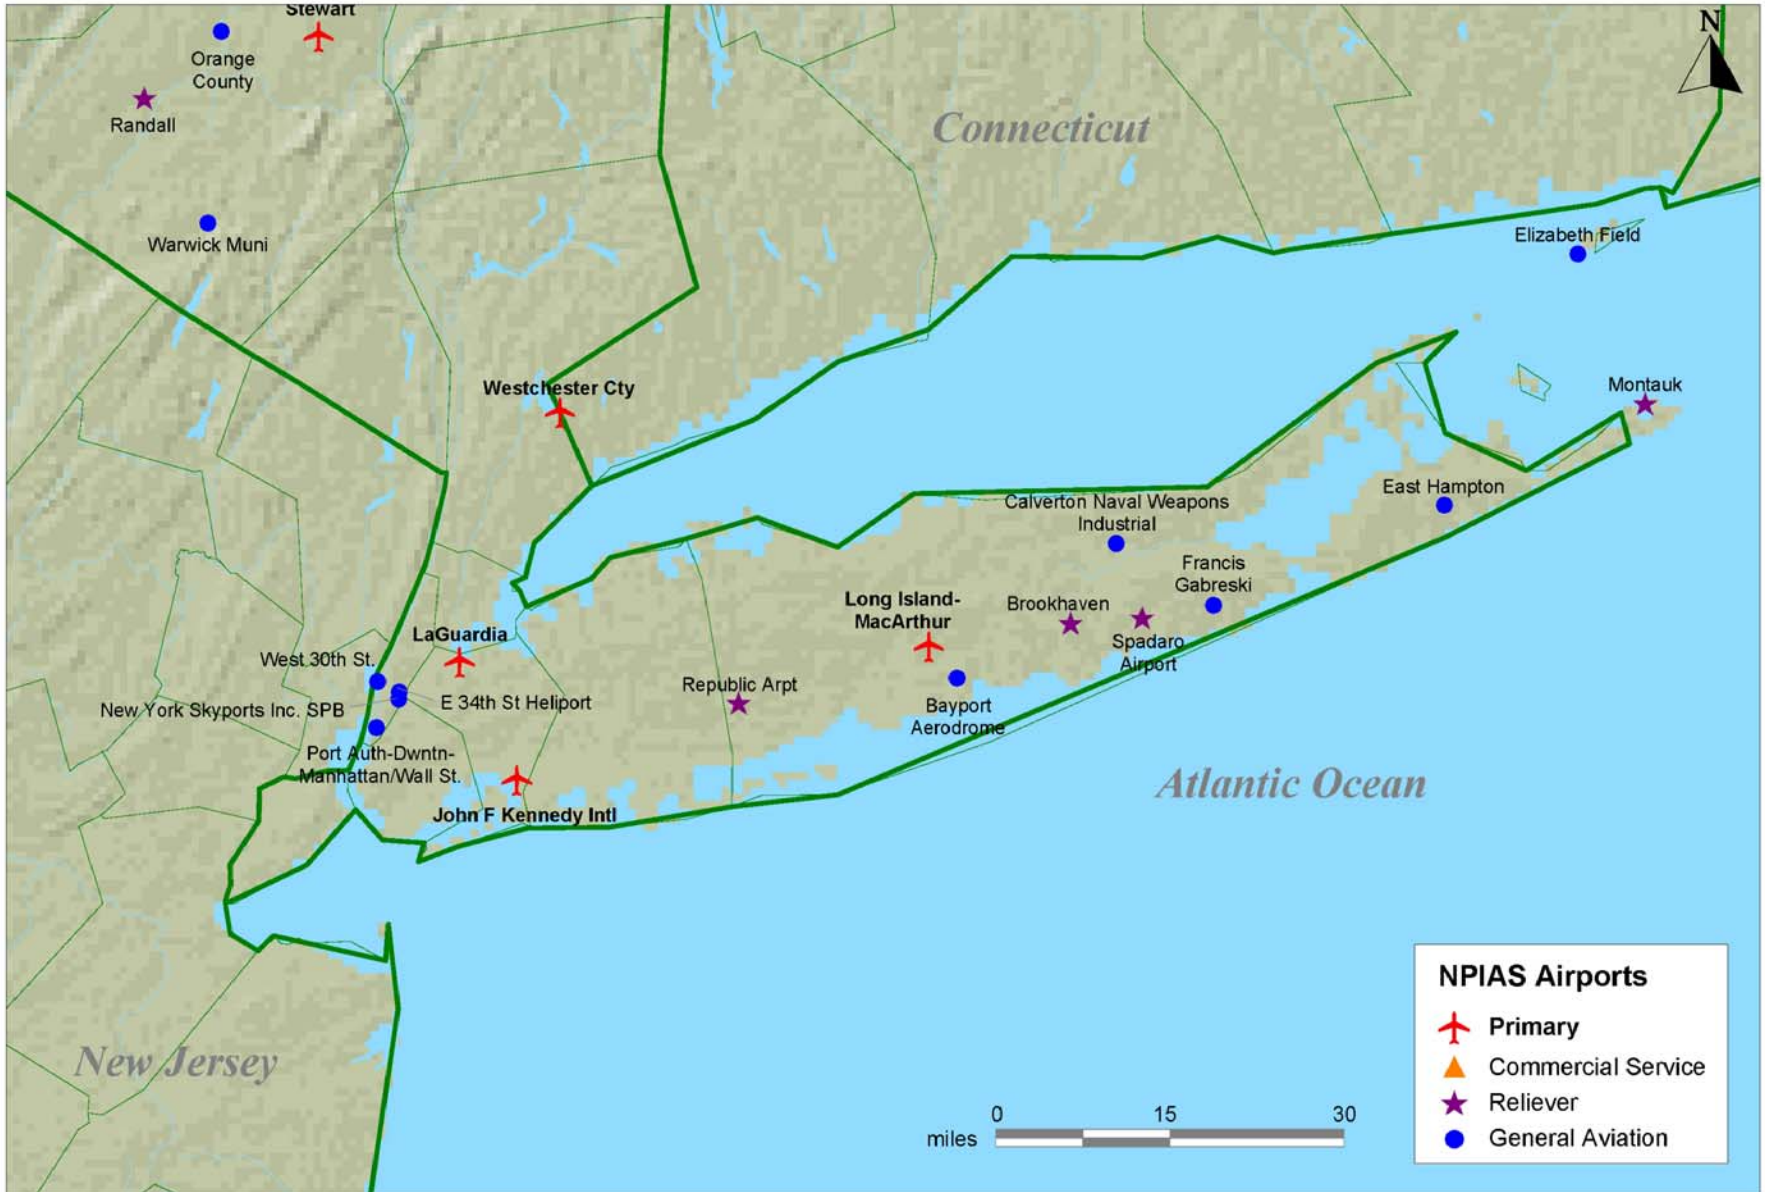 Stewart
N
Orange
County
Randall
Connecticut
Warwick Muni
Elizabeth Field
Westchester Cty
Montauk
East Hampton
Calverton Naval Weapons
Industrial
Francis
Gabreski
Long Island-
MacArthur
Brookhaven
Spadaro
Airport
LaGuardia
West 30th St.
Republic Arpt
E 34th St Heliport
New York Skyports Inc. SPB
Bayport
Aerodrome
Port Auth-Dwntn-
Manhattan/Wall St.
John F Kennedy Intl
Atlantic Ocean
New Jersey
NPIAS Airports
Primary
Commercial Service
Reliever
General Aviation
0 15 30
miles